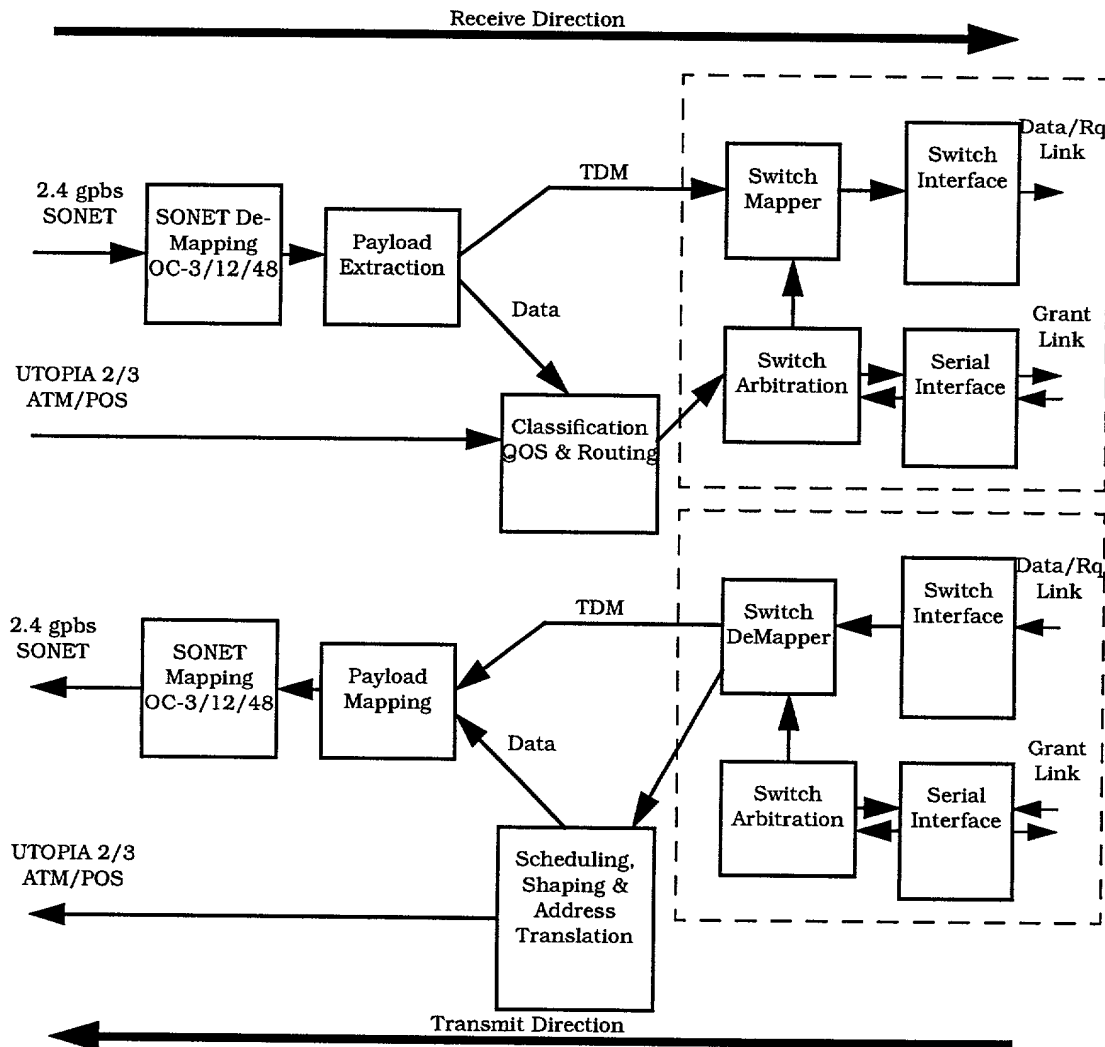 Receive Direction
2.4 gpbs
SONET
SONET De-
Mapping
OC-3/12/48
Payload
Extraction
TDM
Data
Switch
Mapper
Switch
Interface
Data/Rq
Link
UTOPIA 2/3
ATM/POS
Classification
QOS & Routing
Switch
Arbitration
Serial
Interface
Grant
Link
2.4 gpbs
SONET
SONET
Mapping
OC-3/12/48
Payload
Mapping
TDM
Data
Switch
DeMapper
Switch
Interface
Data/Rq
Link
UTOPIA 2/3
ATM/POS
Scheduling,
Shaping &
Address
Translation
Switch
Arbitration
Serial
Interface
Grant
Link
Transmit Direction